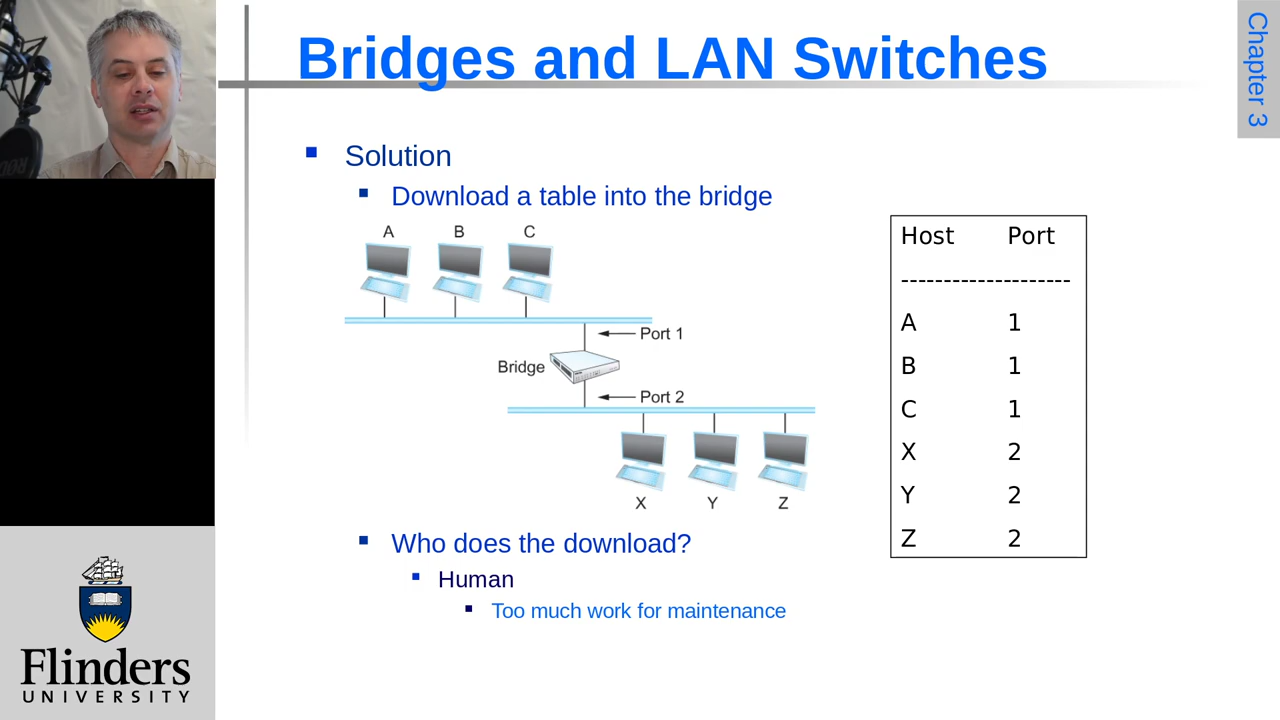 Bridges and LAN Switches
Chapter 3
Solution
Download a table into the bridge
A B C
Port 1
Bridge
Port 2
X Y Z
Host Port
---------------------
A 1
B 1
C 1
X 2
Y 2
Z 2
Who does the download?
Human
Too much work for maintenance
Flinders
UNIVERSITY